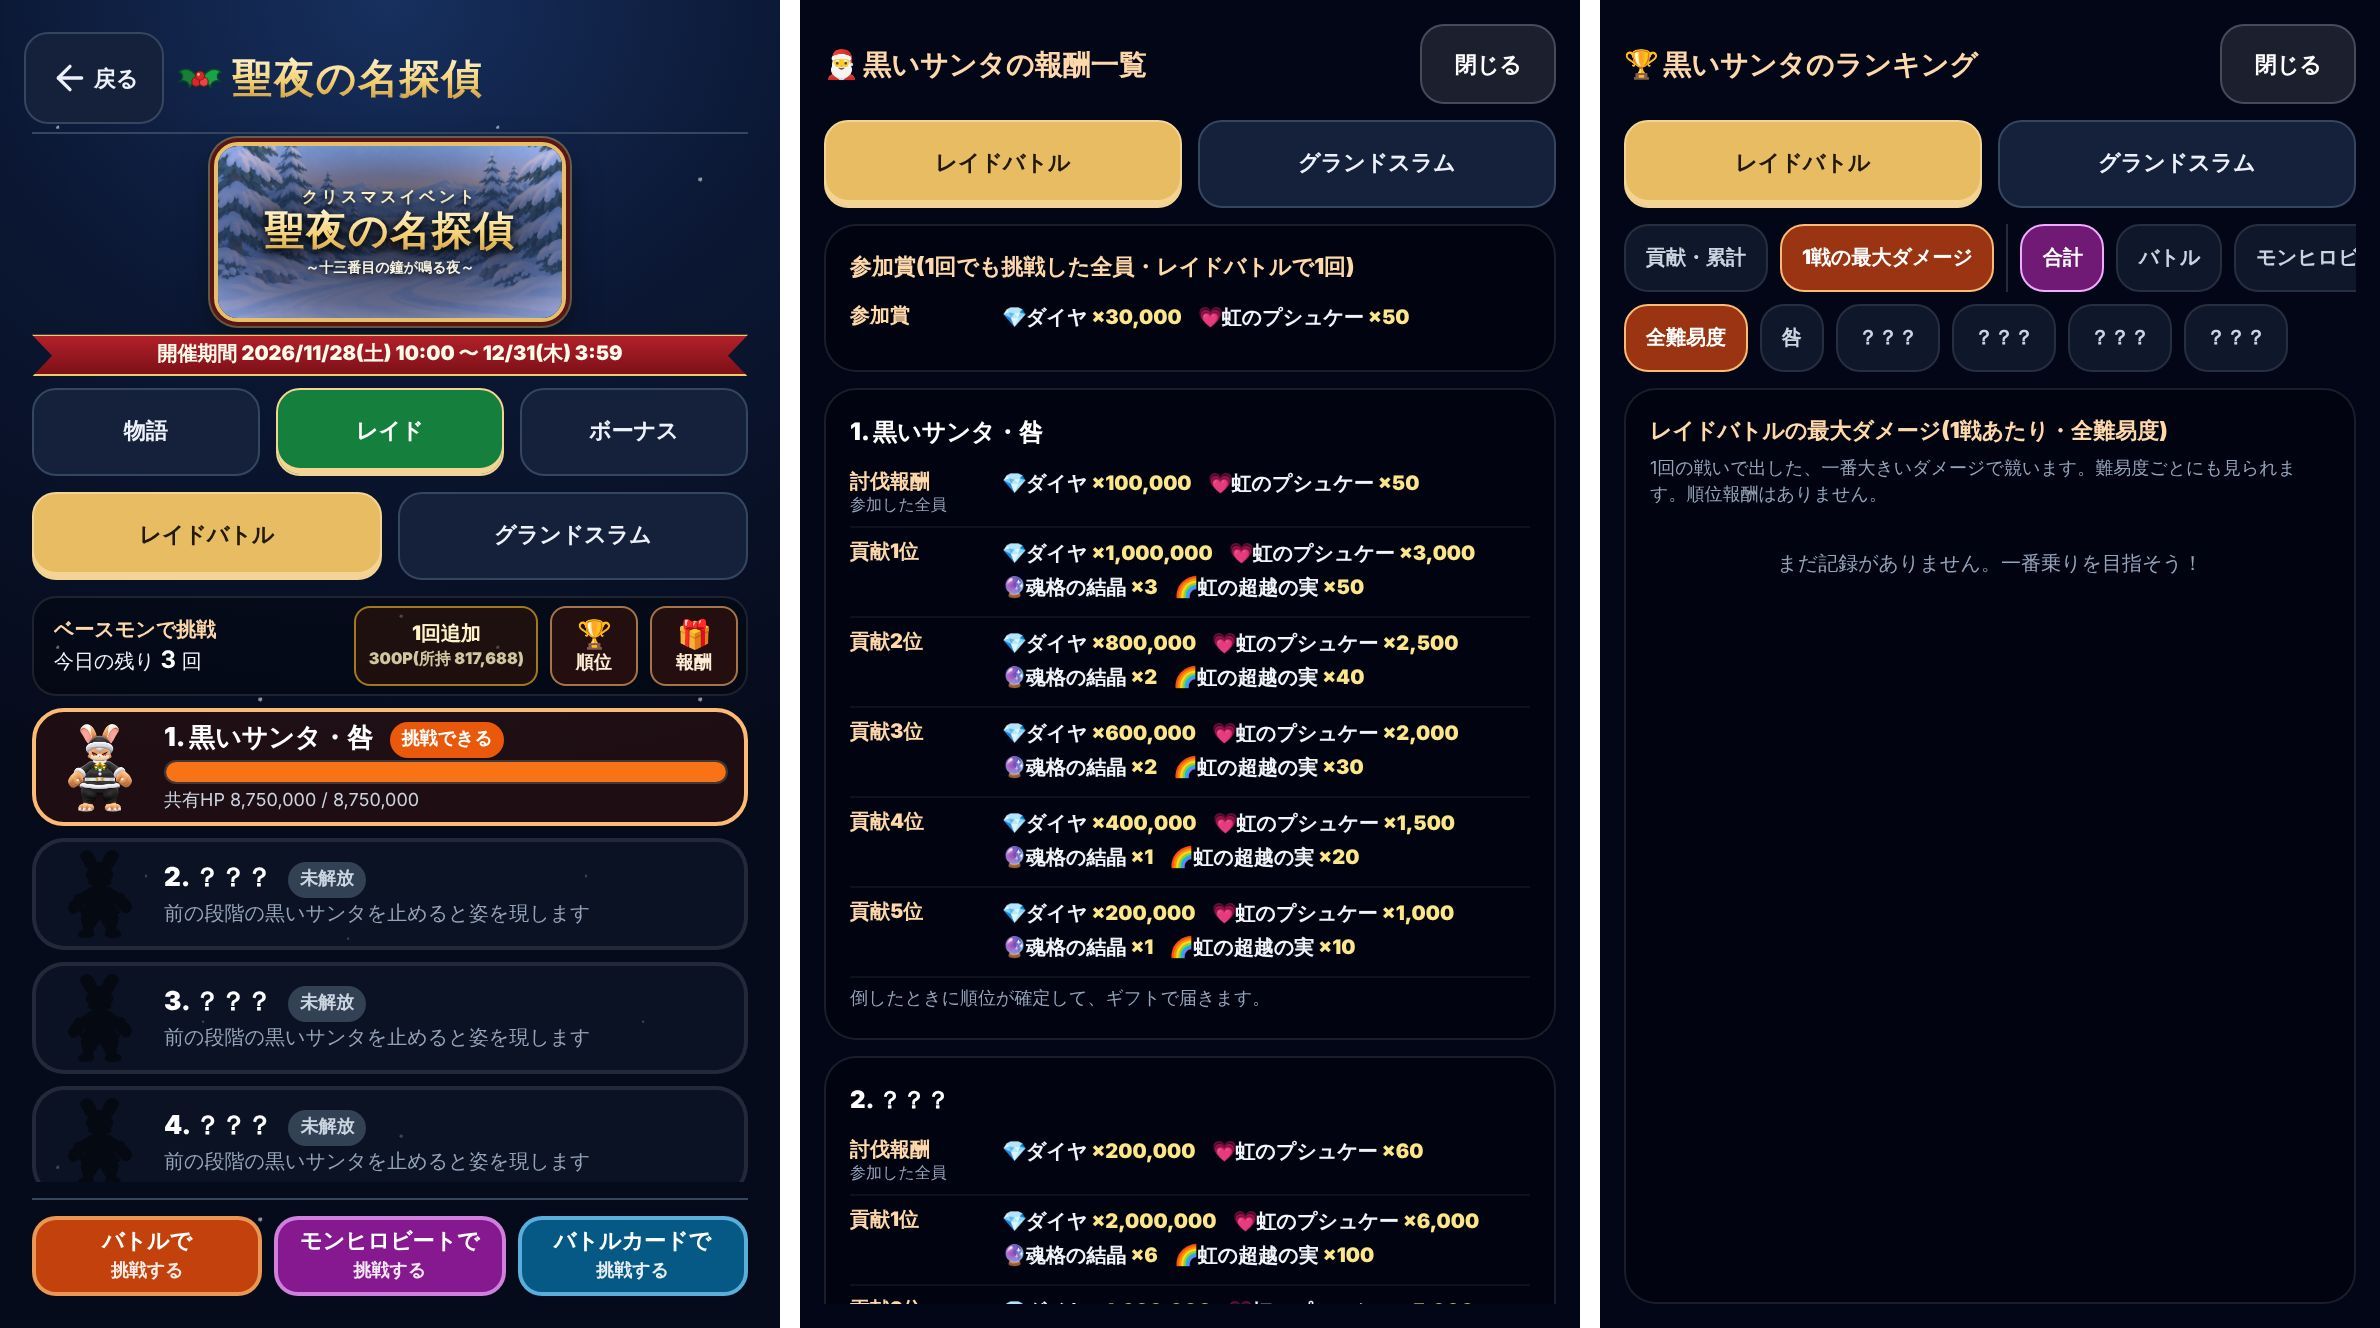 戻る
聖夜の名探偵
クリスマスイベント
聖夜の名探偵
～十三番目の鐘が鳴る夜～
開催期間 2026/11/28(土) 10:00 〜 12/31(木) 3:59
物語
レイド
ボーナス
レイドバトル
グランドスラム
ベースモンで挑戦
今日の残り 3 回
1回追加
300P(所持 817,688)
順位
報酬
1. 黒いサンタ・咎
挑戦できる
共有HP 8,750,000 / 8,750,000
2. ？？？
未解放
前の段階の黒いサンタを止めると姿を現します
3. ？？？
未解放
前の段階の黒いサンタを止めると姿を現します
4. ？？？
未解放
前の段階の黒いサンタを止めると姿を現します
バトルで
挑戦する
モンヒロビートで
挑戦する
バトルカードで
挑戦する
黒いサンタの報酬一覧
閉じる
レイドバトル
グランドスラム
参加賞(1回でも挑戦した全員・レイドバトルで1回)
参加賞
ダイヤ ×30,000 虹のプシュケー ×50
1. 黒いサンタ・咎
討伐報酬
参加した全員
ダイヤ ×100,000 虹のプシュケー ×50
貢献1位
ダイヤ ×1,000,000 虹のプシュケー ×3,000
魂格の結晶 ×3 虹の超越の実 ×50
貢献2位
ダイヤ ×800,000 虹のプシュケー ×2,500
魂格の結晶 ×2 虹の超越の実 ×40
貢献3位
ダイヤ ×600,000 虹のプシュケー ×2,000
魂格の結晶 ×2 虹の超越の実 ×30
貢献4位
ダイヤ ×400,000 虹のプシュケー ×1,500
魂格の結晶 ×1 虹の超越の実 ×20
貢献5位
ダイヤ ×200,000 虹のプシュケー ×1,000
魂格の結晶 ×1 虹の超越の実 ×10
倒したときに順位が確定して、ギフトで届きます。
2. ？？？
討伐報酬
参加した全員
ダイヤ ×200,000 虹のプシュケー ×60
貢献1位
ダイヤ ×2,000,000 虹のプシュケー ×6,000
魂格の結晶 ×6 虹の超越の実 ×100
黒いサンタのランキング
閉じる
レイドバトル
グランドスラム
貢献・累計
1戦の最大ダメージ
合計
バトル
モンヒロビ
全難易度
咎
？？？
？？？
？？？
？？？
レイドバトルの最大ダメージ(1戦あたり・全難易度)
1回の戦いで出した、一番大きいダメージで競います。難易度ごとにも見られま
す。順位報酬はありません。
まだ記録がありません。一番乗りを目指そう！